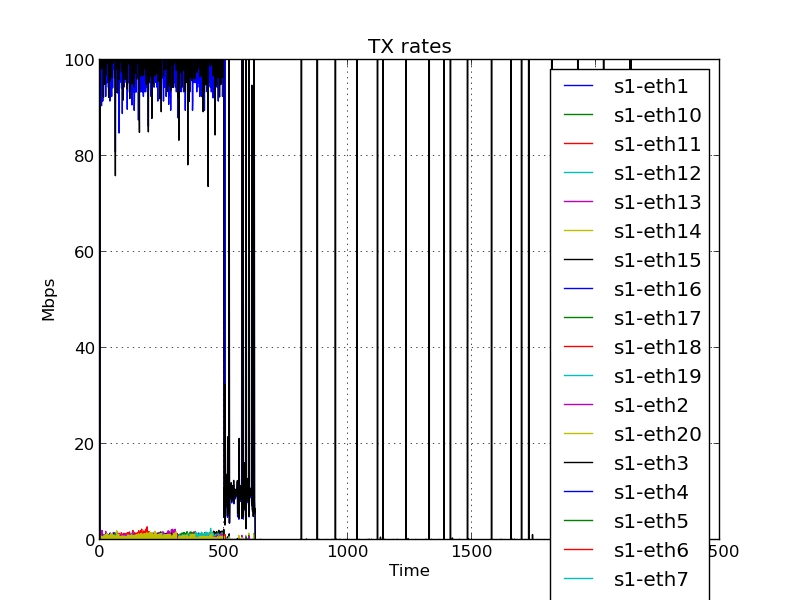 TX rates
100
80
60
40
20
0
Mbps
0
500
1000
1500
500
Time
s1-eth1
s1-eth10
s1-eth11
s1-eth12
s1-eth13
s1-eth14
s1-eth15
s1-eth16
s1-eth17
s1-eth18
s1-eth19
s1-eth2
s1-eth20
s1-eth3
s1-eth4
s1-eth5
s1-eth6
s1-eth7